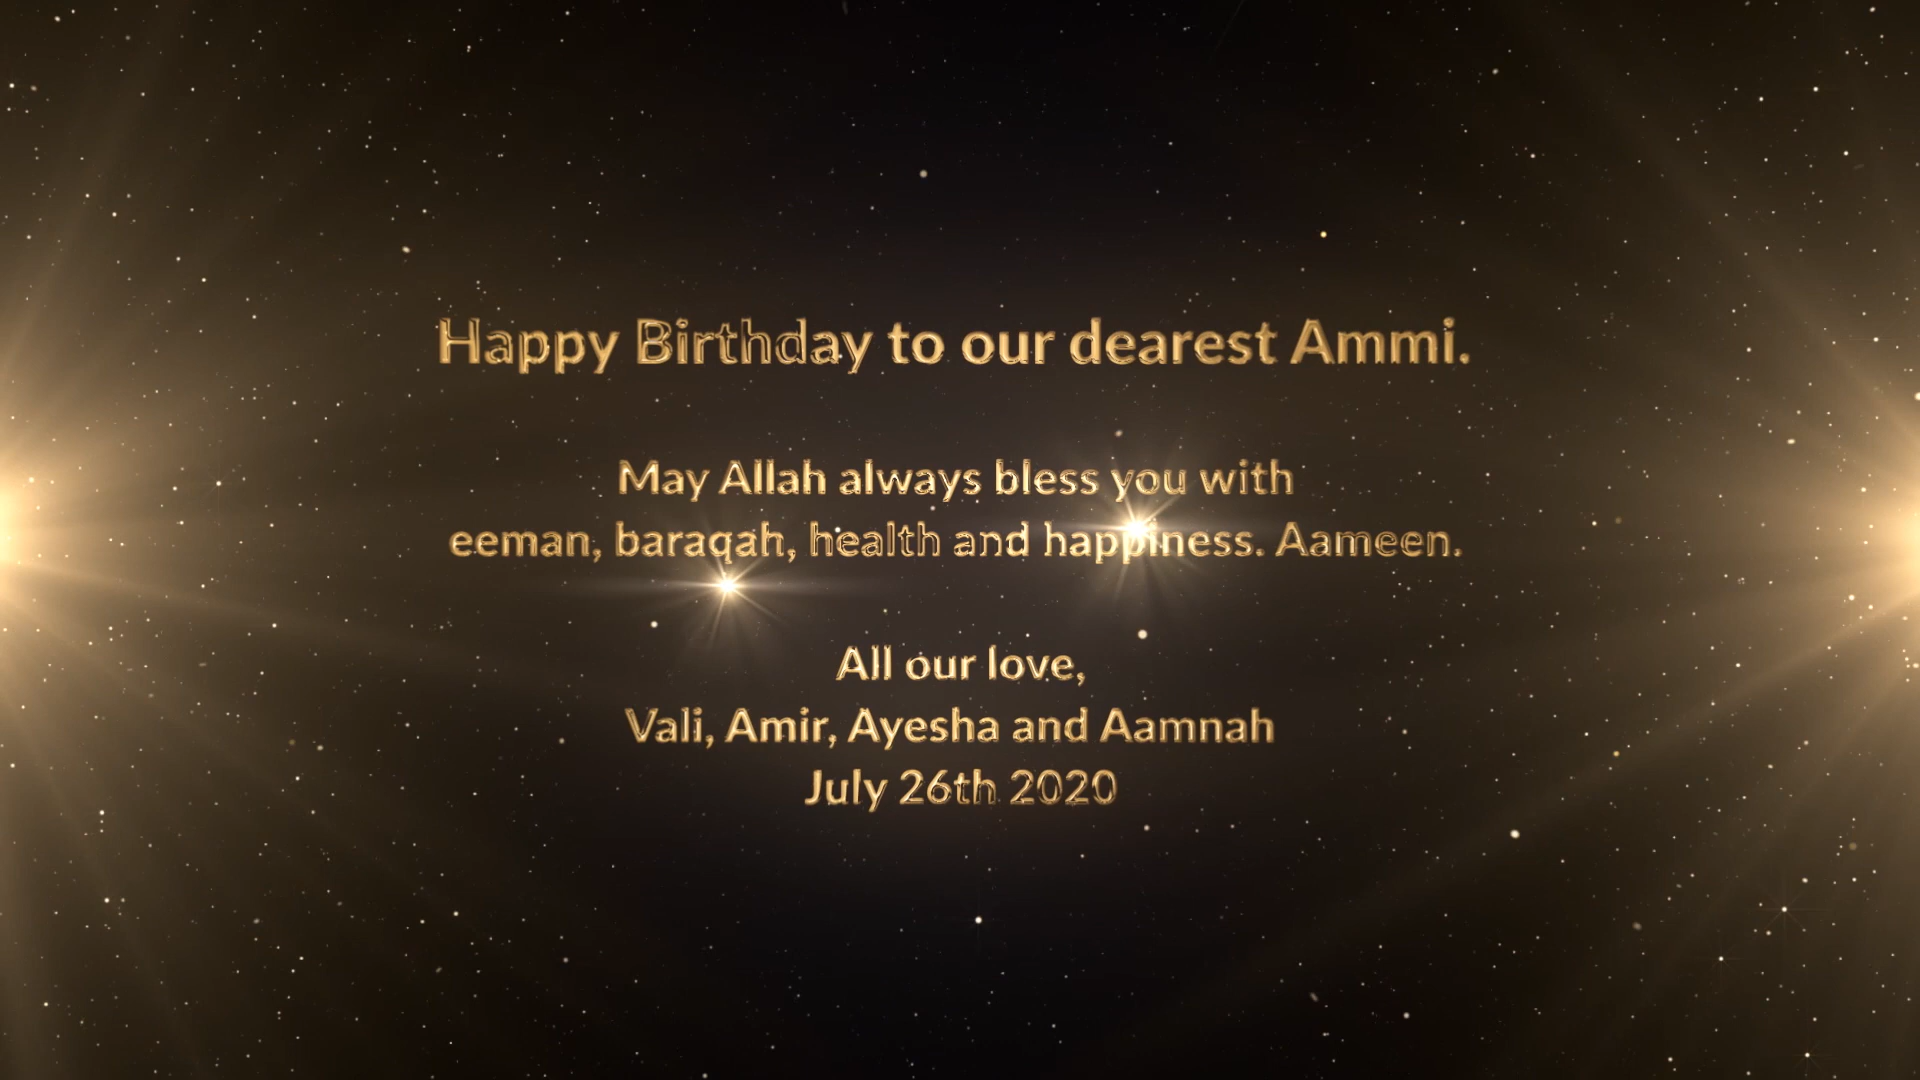 Happy Birthday to our dearest Ammi.
May Allah always bless you with
eeman, baraqah, health and happiness. Aameen.
All our love,
Vali, Amir, Ayesha and Aamnah
July 26th 2020